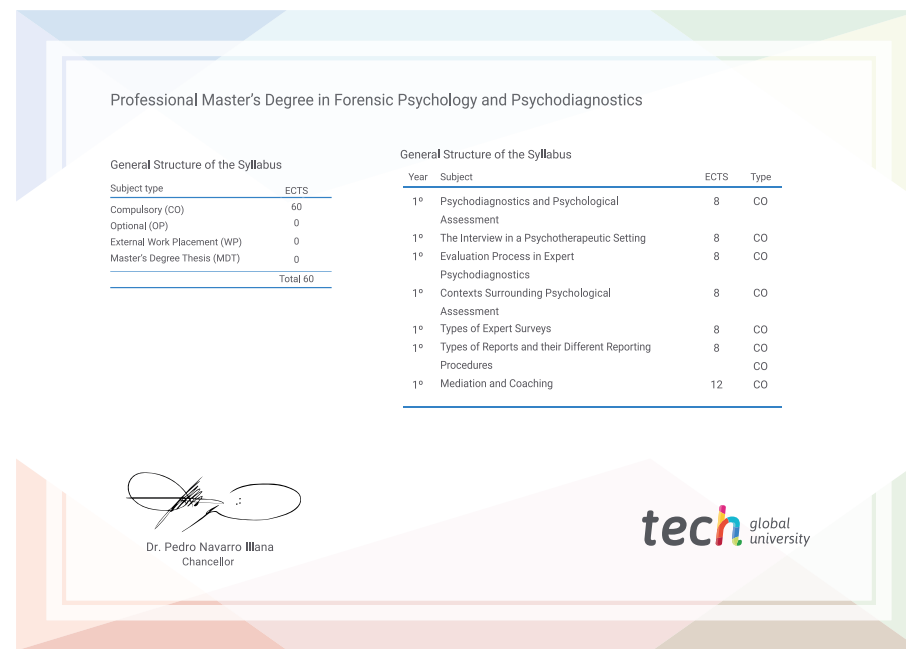 Professional Master's Degree in Forensic Psychology and Psychodiagnostics
General Structure of the Syllabus
Subject type ECTS
Compulsory (CO) 60
Optional (OP) 0
External Work Placement (WP) 0
Master's Degree Thesis (MDT) 0
Total 60
General Structure of the Syllabus
Year Subject ECTS Type
1º Psychodiagnostics and Psychological 8 CO
Assessment
1º The Interview in a Psychotherapeutic Setting 8 CO
1º Evaluation Process in Expert 8 CO
Psychodiagnostics
1º Contexts Surrounding Psychological 8 CO
Assessment
1º Types of Expert Surveys 8 CO
1º Types of Reports and their Different Reporting 8 CO
Procedures CO
1º Mediation and Coaching 12 CO
Dr. Pedro Navarro Illana
Chancellor
tech global
university